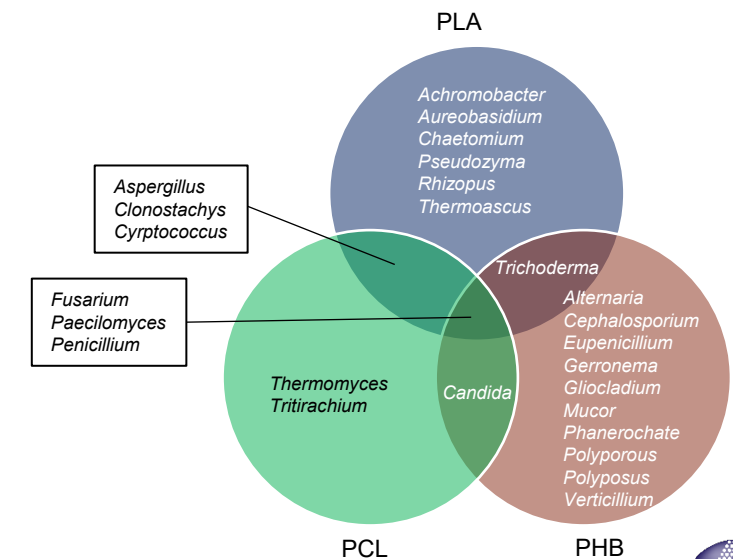 PLA
Achromobacter
Aureobasidium
Chaetomium
Pseudozyma
Rhizopus
Thermoascus
Aspergillus
Clonostachys
Cyrptococcus
Trichoderma
Fusarium
Paecilomyces
Penicillium
Alternaria
Cephalosporium
Eupenicillium
Gerronema
Gliocladium
Mucor
Phanerochate
Polyporous
Polyposus
Verticillium
Thermomyces
Tritirachium
Candida
PCL
PHB